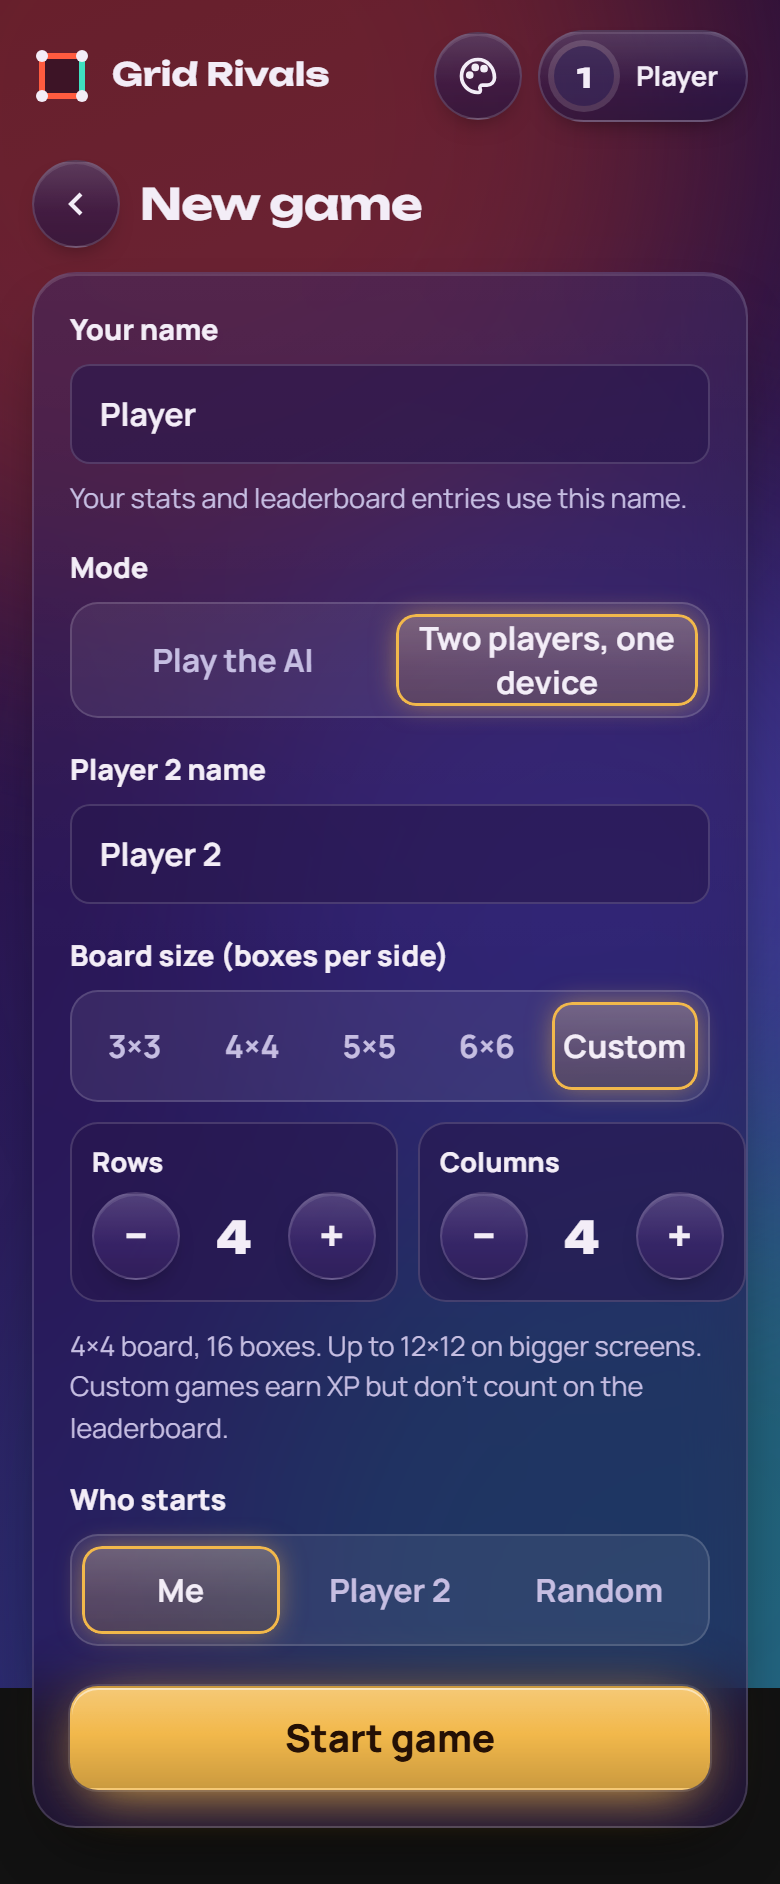 Grid Rivals
1 Player
New game
Your name
Player
Your stats and leaderboard entries use this name.
Mode
Play the AI
Two players, one
device
Player 2 name
Player 2
Board size (boxes per side)
3×3 4×4 5×5 6×6 Custom
Rows Columns
− 4 + − 4 +
4×4 board, 16 boxes. Up to 12×12 on bigger screens.
Custom games earn XP but don’t count on the
leaderboard.
Who starts
Me Player 2 Random
Start game